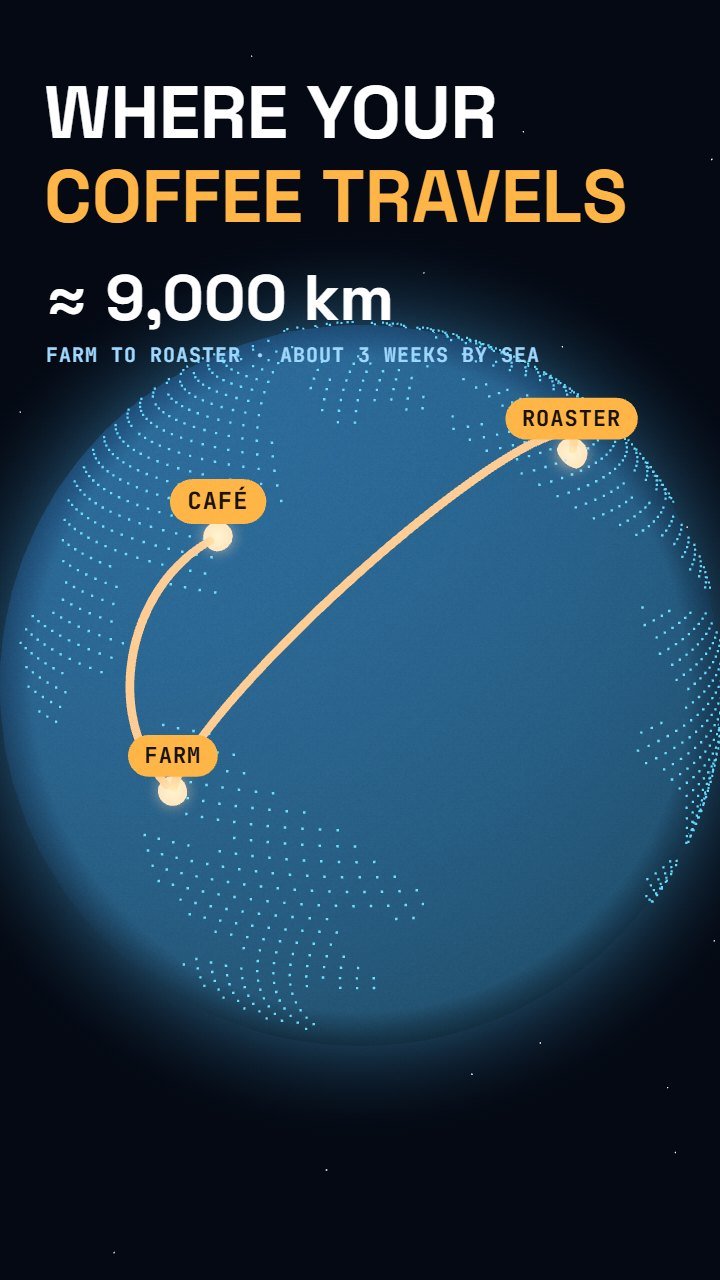 WHERE YOUR
COFFEE TRAVELS
≈ 9,000 km
FARM TO ROASTER · ABOUT 3 WEEKS BY SEA
ROASTER
CAFÉ
FARM